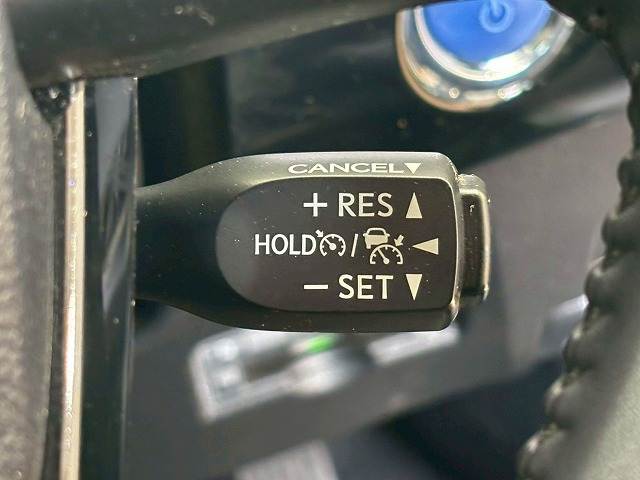 CANCEL▼
+ RES ▲
HOLD / ◀
− SET ▼